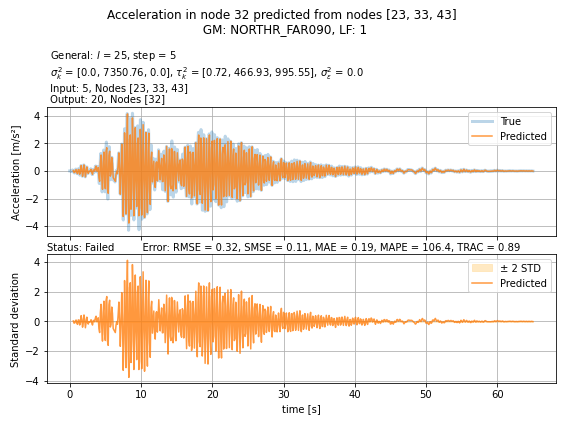 Acceleration in node 32 predicted from nodes [23, 33, 43]
GM: NORTHR_FAR090, LF: 1
General: l = 25, step = 5
σ²ₖ = [0.0, 7350.76, 0.0], τ²ₖ = [0.72, 466.93, 995.55], σ²ε = 0.0
Input: 5, Nodes [23, 33, 43]
Output: 20, Nodes [32]
4
2
0
−2
−4
Acceleration [m/s²]
True
Predicted
Status: Failed Error: RMSE = 0.32, SMSE = 0.11, MAE = 0.19, MAPE = 106.4, TRAC = 0.89
4
2
0
−2
−4
Standard deviation
± 2 STD
Predicted
0 10 20 30 40 50 60
time [s]